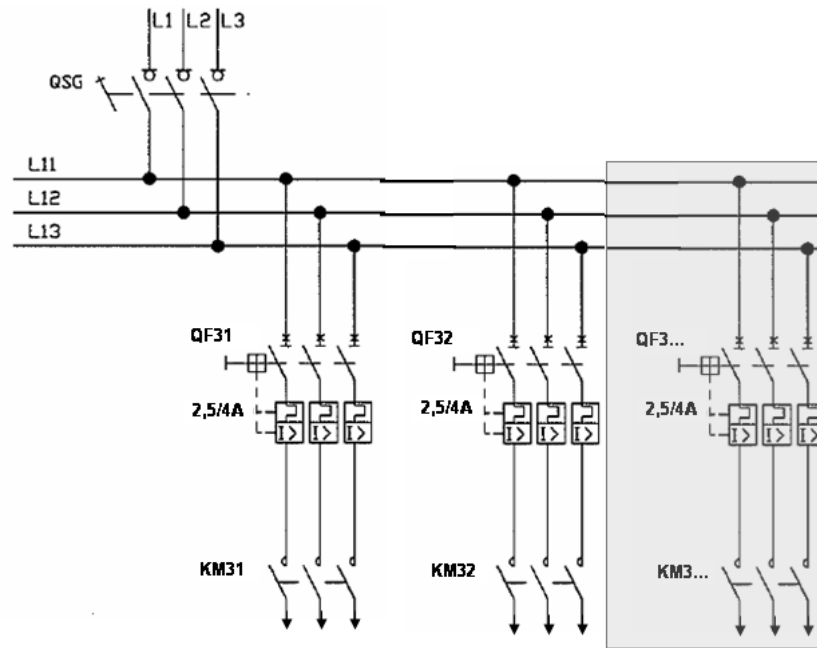 L1 L2 L3
QSG
L11
L12
L13
QF31 QF32 QF3...
2,5/4A 2,5/4A 2,5/4A
I> I> I> I> I> I> I> I> I>
KM31 KM32 KM3...